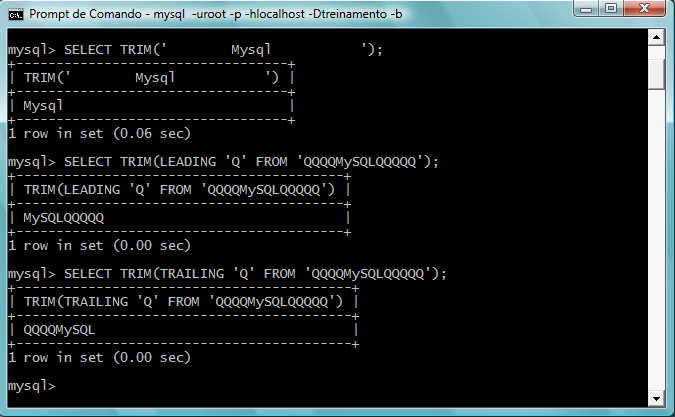 Prompt de Comando - mysql  -uroot -p -hlocalhost -Dtreinamento -b
mysql> SELECT TRIM('        Mysql           ');
+----------------------------------+
| TRIM('        Mysql           ') |
+----------------------------------+
| Mysql                            |
+----------------------------------+
1 row in set (0.06 sec)
mysql> SELECT TRIM(LEADING 'Q' FROM 'QQQQMySQLQQQQQ');
+-----------------------------------------+
| TRIM(LEADING 'Q' FROM 'QQQQMySQLQQQQQ') |
+-----------------------------------------+
| MySQLQQQQQ                              |
+-----------------------------------------+
1 row in set (0.00 sec)
mysql> SELECT TRIM(TRAILING 'Q' FROM 'QQQQMySQLQQQQQ');
+------------------------------------------+
| TRIM(TRAILING 'Q' FROM 'QQQQMySQLQQQQQ') |
+------------------------------------------+
| QQQQMySQL                                |
+------------------------------------------+
1 row in set (0.00 sec)
mysql>